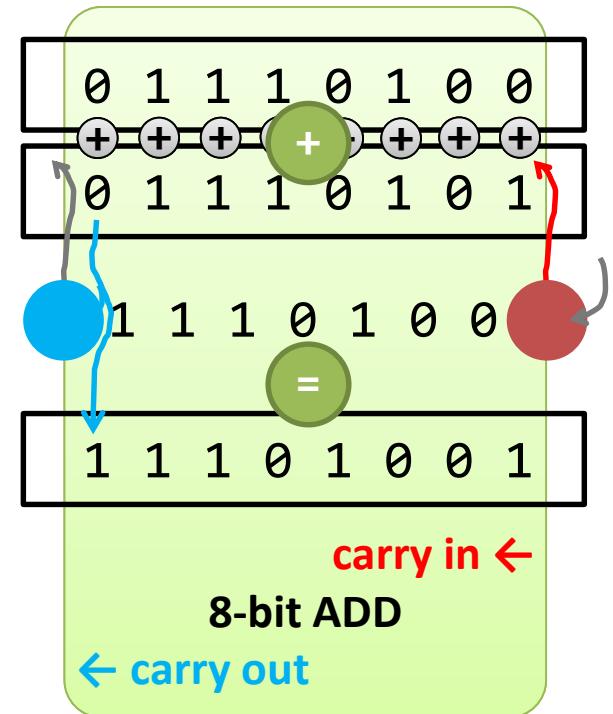 0 1 1 1 0 1 0 0
+ + + + + + +
0 1 1 1 0 1 0 1
1 1 1 0 1 0 0
=
1 1 1 0 1 0 0 1
carry in ←
8-bit ADD
← carry out